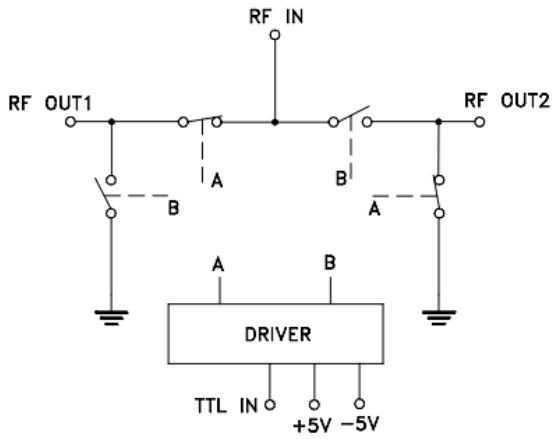 RF IN
RF OUT1
RF OUT2
A
B
B
A
A
B
DRIVER
TTL IN
+5V
-5V